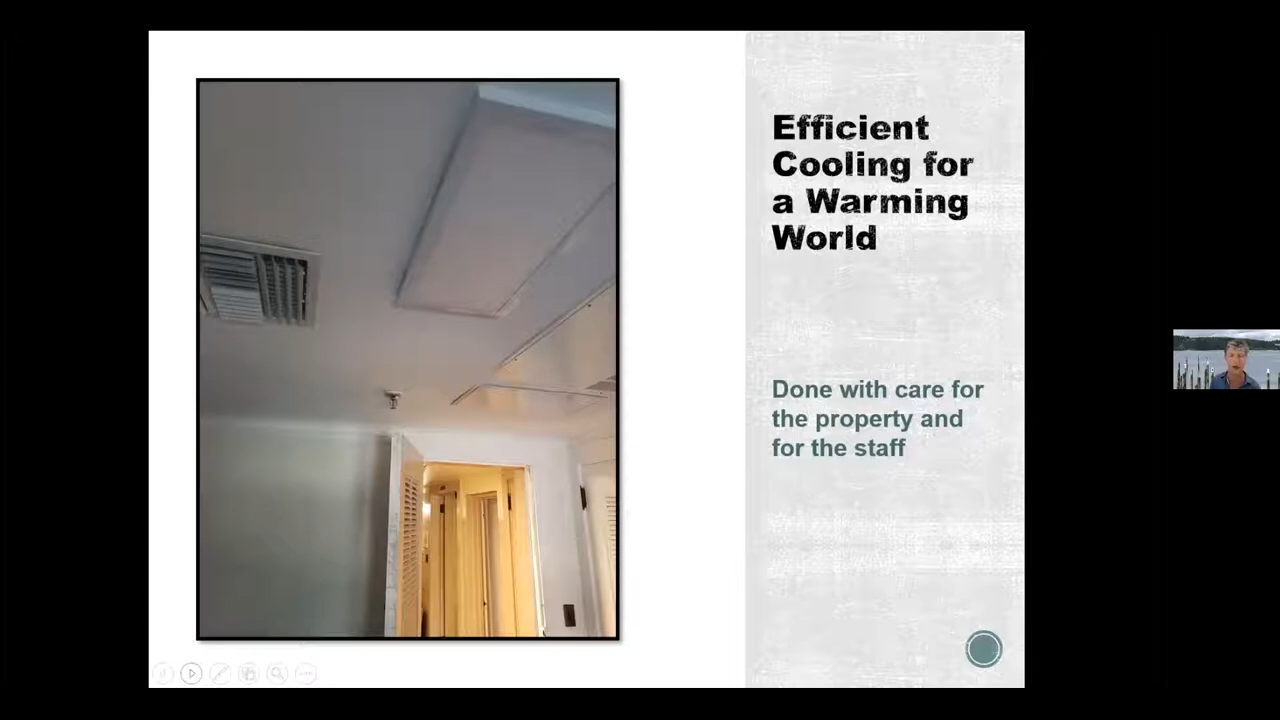 Efficient
Cooling for
a Warming
World
Done with care for
the property and
for the staff